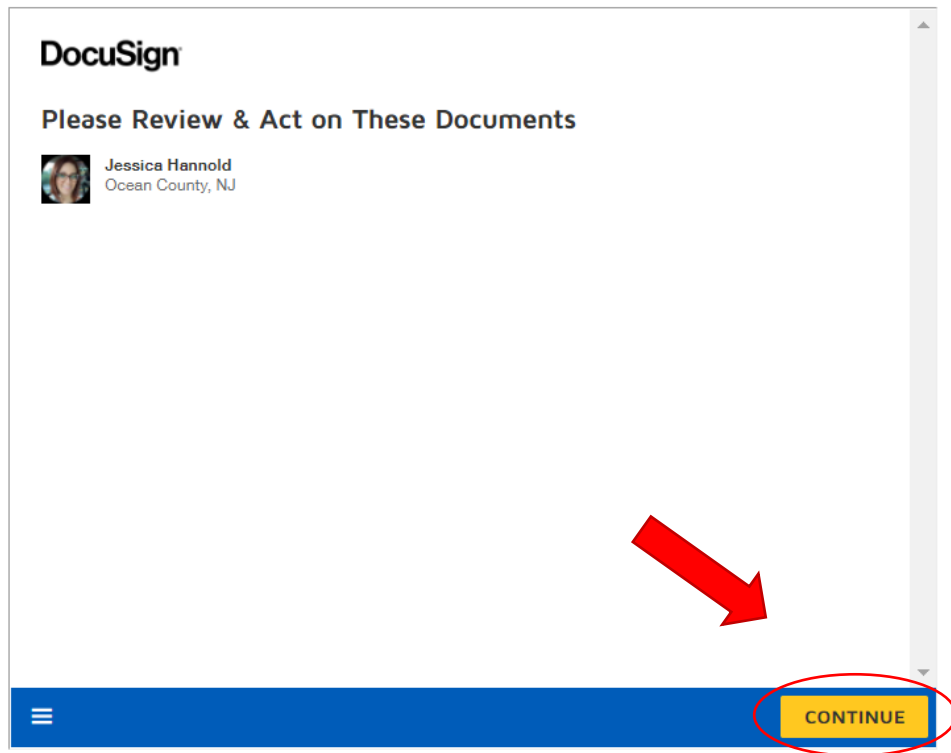 DocuSign
Please Review & Act on These Documents
Jessica Hannold
Ocean County, NJ
CONTINUE